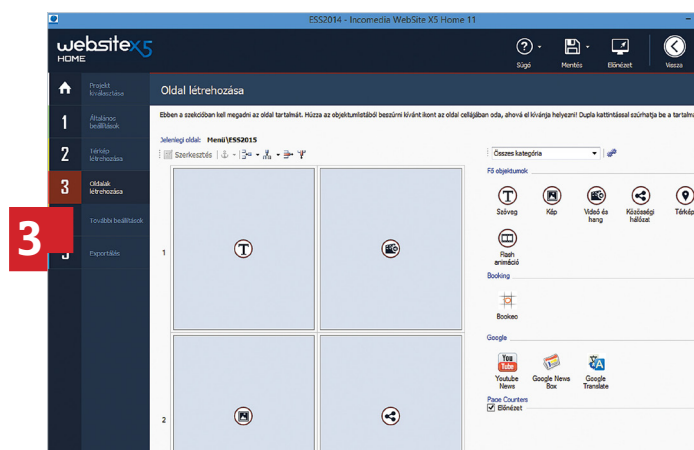 ESS2014 - Incomedia WebSite X5 Home 11
websitex5
HOME
Súgó
Mentés
Előnézet
Vissza
Projekt
kiválasztása
Oldal létrehozása
1
Általános
beállítások
Ebben a szekcióban kell megadni az oldal tartalmát. Húzza az objektumlistából beszúrni kívánt ikont az oldal cellájában oda, ahová el kívánja helyezni! Dupla kattintással szúrhatja be a tartalma
2
Térkép
létrehozása
Jelenlegi oldal: Menü\ESS2015
Szerkesztés
Összes kategória
3
Oldalak
létrehozása
Fő objektumok
Szöveg
Kép
Videó és
hang
Közösségi
hálózat
Térkép
További beállítások
3
Exportálás
Flash
animáció
Booking
Bookeo
Google
You
Tube
Youtube
News
Google News
Box
Google
Translate
Page Counters
Előnézet
1
2